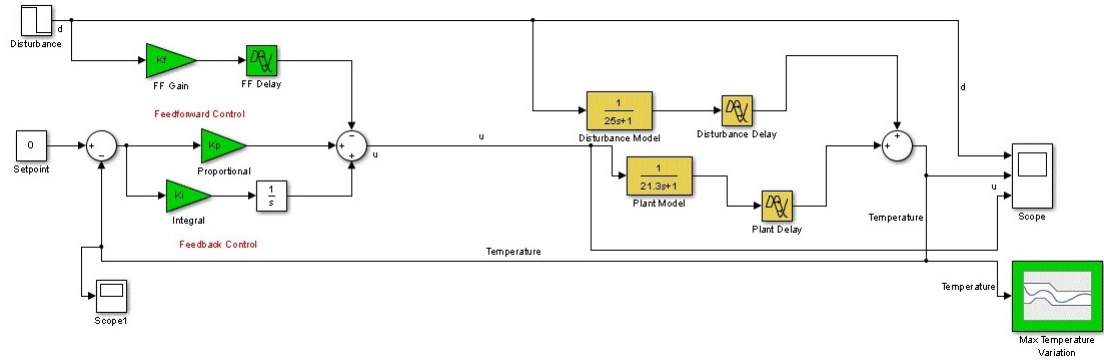 d
Disturbance
Kf
FF Gain
FF Delay
Feedforward Control
0
Setpoint
Kp
Proportional
Ki
Integral
1
s
Feedback Control
u
u
1
25s+1
Disturbance Model
Disturbance Delay
1
21.3s+1
Plant Model
Plant Delay
d
u
Scope
Temperature
Temperature
Temperature
Scope1
Max Temperature
Variation